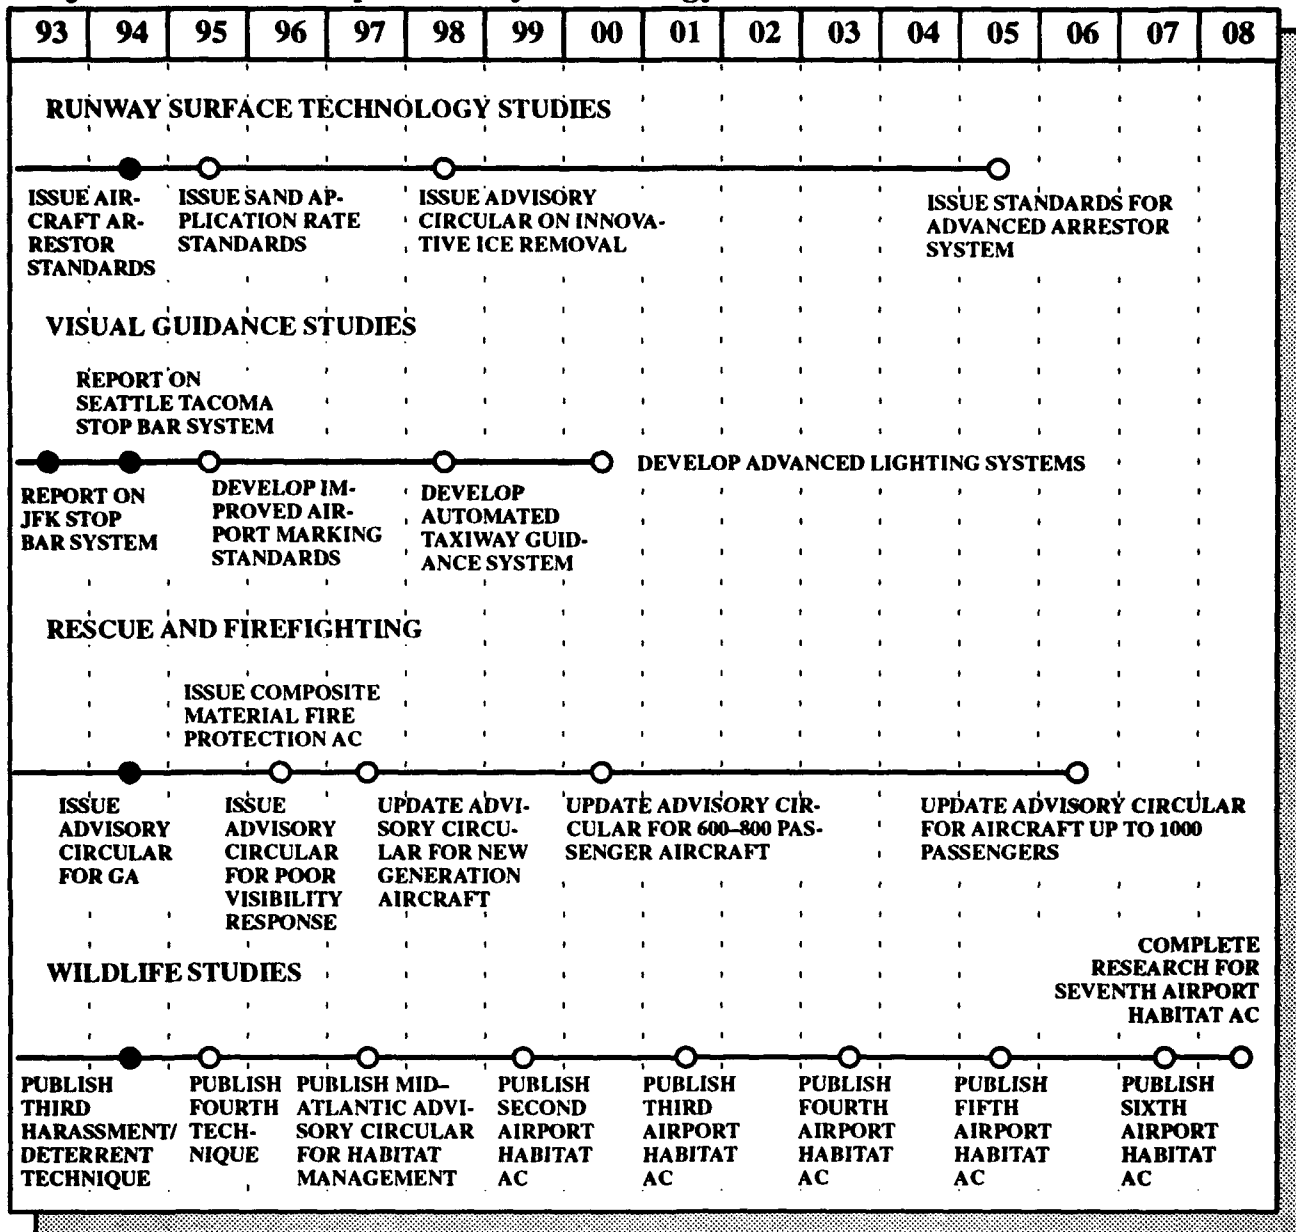 93 94 95 96 97 98 99 00 01 02 03 04 05 06 07 08
RUNWAY SURFACE TECHNOLOGY STUDIES
ISSUE AIR-
CRAFT AR-
RESTOR
STANDARDS
ISSUE SAND AP-
PLICATION RATE
STANDARDS
ISSUE ADVISORY
CIRCULAR ON INNOVA-
TIVE ICE REMOVAL
ISSUE STANDARDS FOR
ADVANCED ARRESTOR
SYSTEM
VISUAL GUIDANCE STUDIES
REPORT ON
SEATTLE TACOMA
STOP BAR SYSTEM
DEVELOP ADVANCED LIGHTING SYSTEMS
REPORT ON
JFK STOP
BAR SYSTEM
DEVELOP IM-
PROVED AIR-
PORT MARKING
STANDARDS
DEVELOP
AUTOMATED
TAXIWAY GUID-
ANCE SYSTEM
RESCUE AND FIREFIGHTING
ISSUE COMPOSITE
MATERIAL FIRE
PROTECTION AC
ISSUE
ADVISORY
CIRCULAR
FOR GA
ISSUE
ADVISORY
CIRCULAR
FOR POOR
VISIBILITY
RESPONSE
UPDATE ADVI-
SORY CIRCU-
LAR FOR NEW
GENERATION
AIRCRAFT
UPDATE ADVISORY CIR-
CULAR FOR 600–800 PAS-
SENGER AIRCRAFT
UPDATE ADVISORY CIRCULAR
FOR AIRCRAFT UP TO 1000
PASSENGERS
WILDLIFE STUDIES
COMPLETE
RESEARCH FOR
SEVENTH AIRPORT
HABITAT AC
PUBLISH
THIRD
HARASSMENT/
DETERRENT
TECHNIQUE
PUBLISH
FOURTH
TECH-
NIQUE
PUBLISH MID–
ATLANTIC ADVI-
SORY CIRCULAR
FOR HABITAT
MANAGEMENT
PUBLISH
SECOND
AIRPORT
HABITAT
AC
PUBLISH
THIRD
AIRPORT
HABITAT
AC
PUBLISH
FOURTH
AIRPORT
HABITAT
AC
PUBLISH
FIFTH
AIRPORT
HABITAT
AC
PUBLISH
SIXTH
AIRPORT
HABITAT
AC